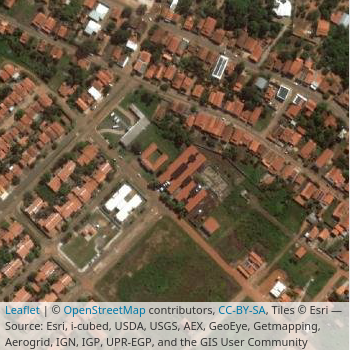 Leaflet | © OpenStreetMap contributors, CC-BY-SA, Tiles © Esri —
Source: Esri, i-cubed, USDA, USGS, AEX, GeoEye, Getmapping,
Aerogrid, IGN, IGP, UPR-EGP, and the GIS User Community